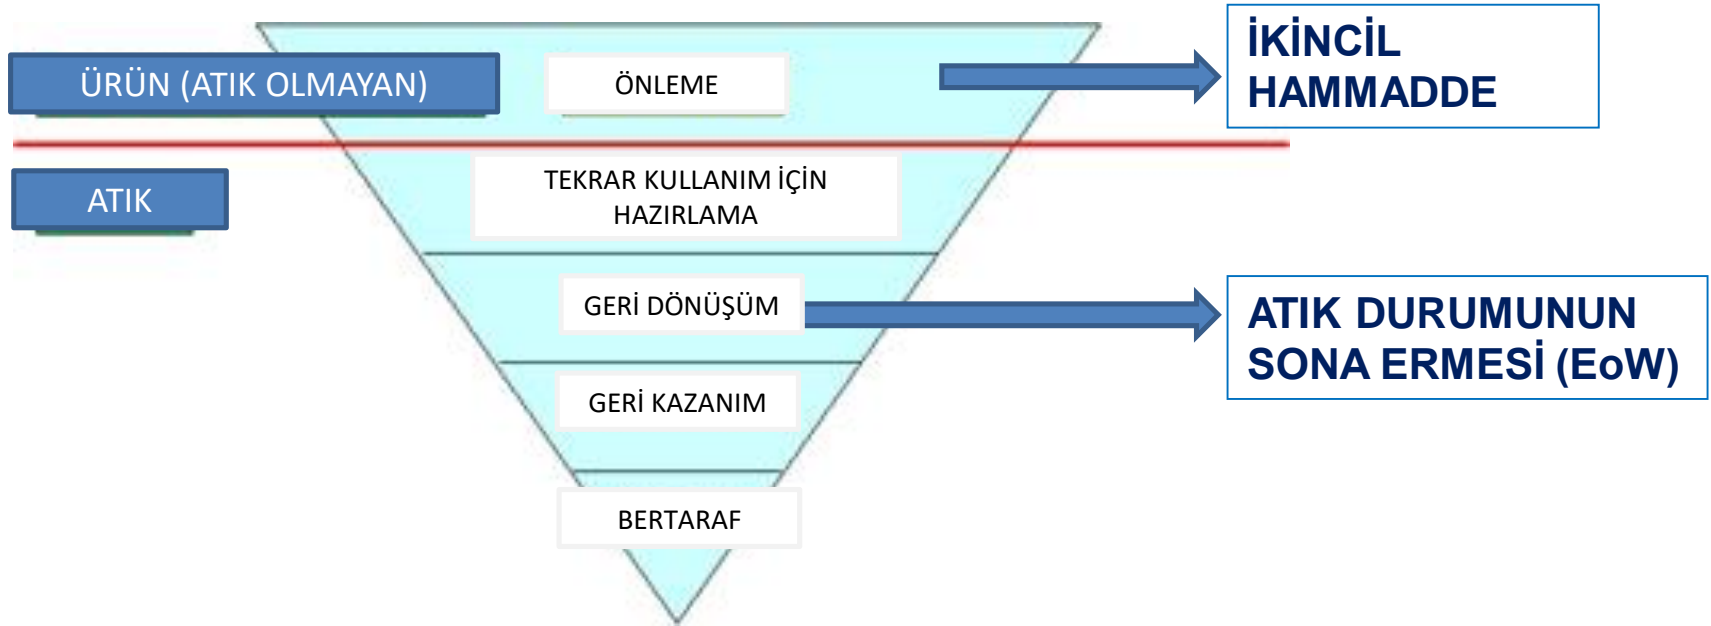 ÜRÜN (ATIK OLMAYAN)
ÖNLEME
İKİNCİL
HAMMADDE
ATIK
TEKRAR KULLANIM İÇİN
HAZIRLAMA
GERİ DÖNÜŞÜM
ATIK DURUMUNUN
SONA ERMESİ (EoW)
GERİ KAZANIM
BERTARAF